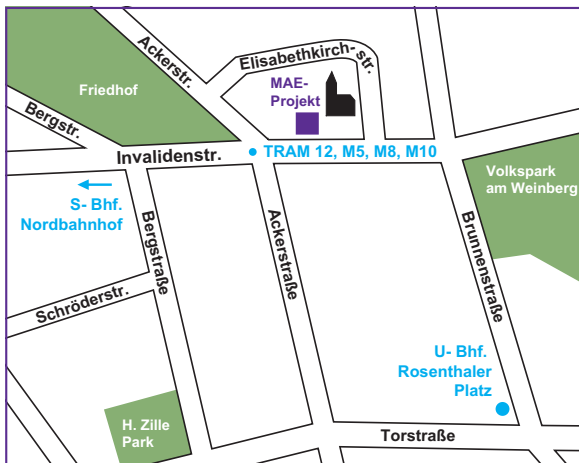 Ackerstr.
Elisabethkirch-
str.
Friedhof
MAE-
Projekt
Bergstr.
Invalidenstr.
TRAM 12, M5, M8, M10
Volkspark
am Weinberg
S- Bhf.
Nordbahnhof
Bergstraße
Ackerstraße
Brunnenstraße
Schröderstr.
U- Bhf.
Rosenthaler
Platz
H. Zille
Park
Torstraße